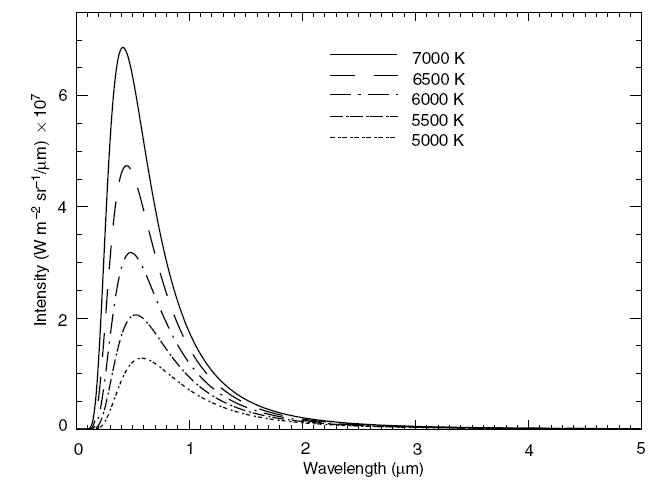 7000 K
6500 K
6000 K
5500 K
5000 K
Intensity (W m⁻² sr⁻¹/μm) × 10⁷
6
4
2
0
0 1 2 3 4 5
Wavelength (μm)